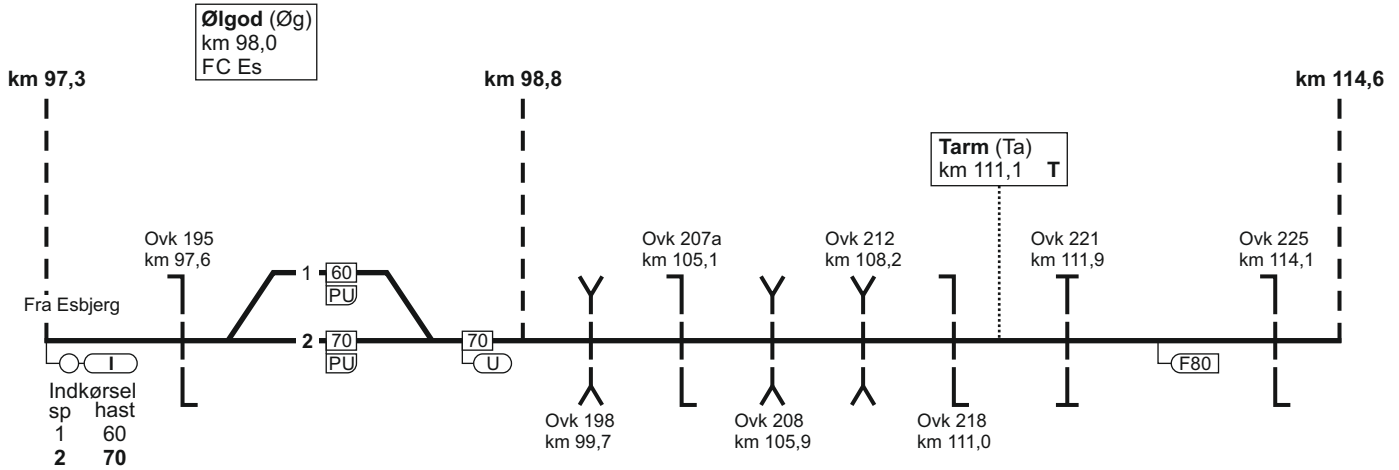 Ølgod (Øg)
km 98,0
FC Es
km 97,3
km 98,8
km 114,6
Tarm (Ta)
km 111,1 T
Ovk 195
km 97,6
Ovk 207a
km 105,1
Ovk 212
km 108,2
Ovk 221
km 111,9
Ovk 225
km 114,1
1 60
PU
Fra Esbjerg
2 70
PU
70
U
I
F80
Indkørsel
sp hast
1 60
2 70
Ovk 198
km 99,7
Ovk 208
km 105,9
Ovk 218
km 111,0